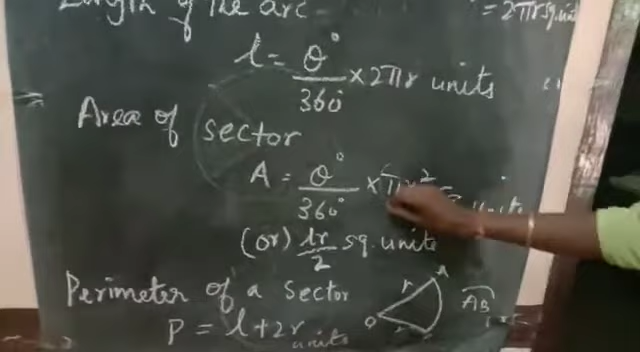 Length of the arc = 2πr sq.units
l = θ°/360° × 2πr units
Area of sector
A = θ°/360° × πr² units
(or) lr/2 sq.units
Perimeter of a sector
P = l + 2r units
r A
O
A͡B